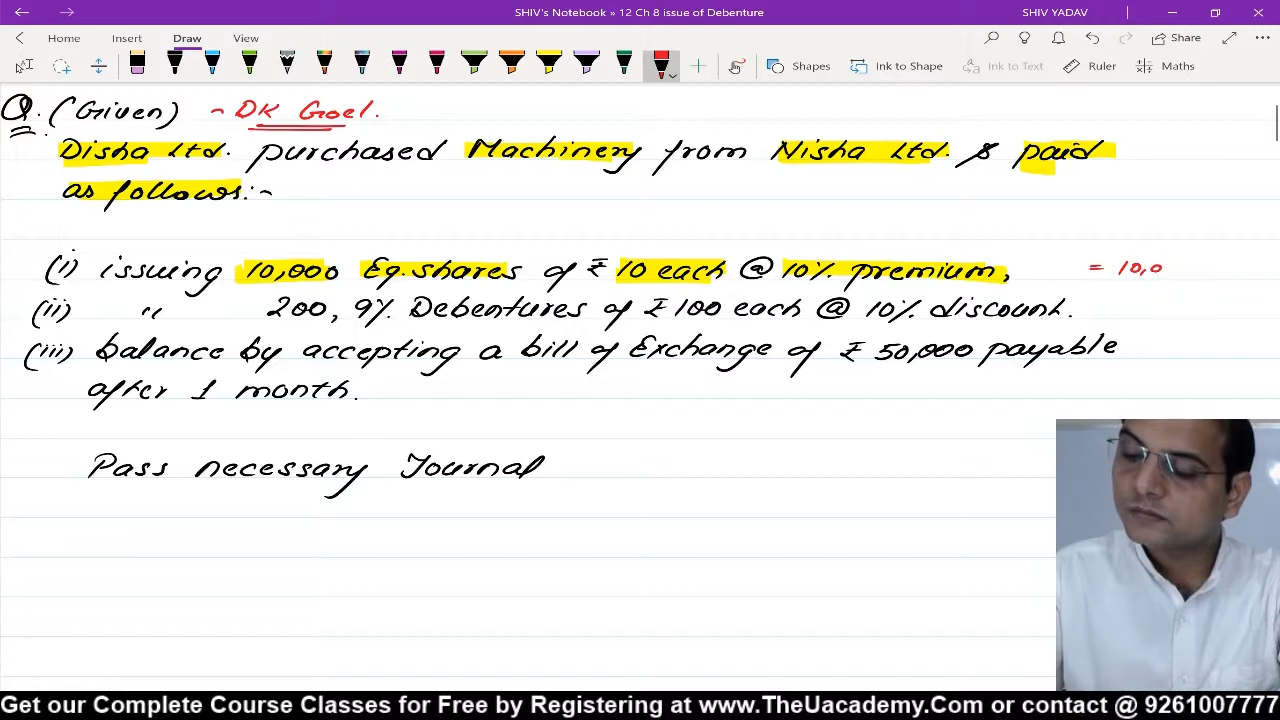 SHIV's Notebook » 12 Ch 8 issue of Debenture
SHIV YADAV
Home Insert Draw View
Share
Shapes Ink to Shape Ink to Text Ruler Maths
Q. (Given) - DK Goel.
Disha Ltd. purchased Machinery from Nisha Ltd. & paid
as follows:-
(i) issuing 10,000 Eq. shares of ₹ 10 each @ 10% premium, = 10,0
(ii) " 200, 9% Debentures of ₹ 100 each @ 10% discount.
(iii) balance by accepting a bill of Exchange of ₹ 50,000 payable
after 1 month.
Pass necessary Journal
Get our Complete Course Classes for Free by Registering at www.TheUacademy.Com or contact @ 9261007777